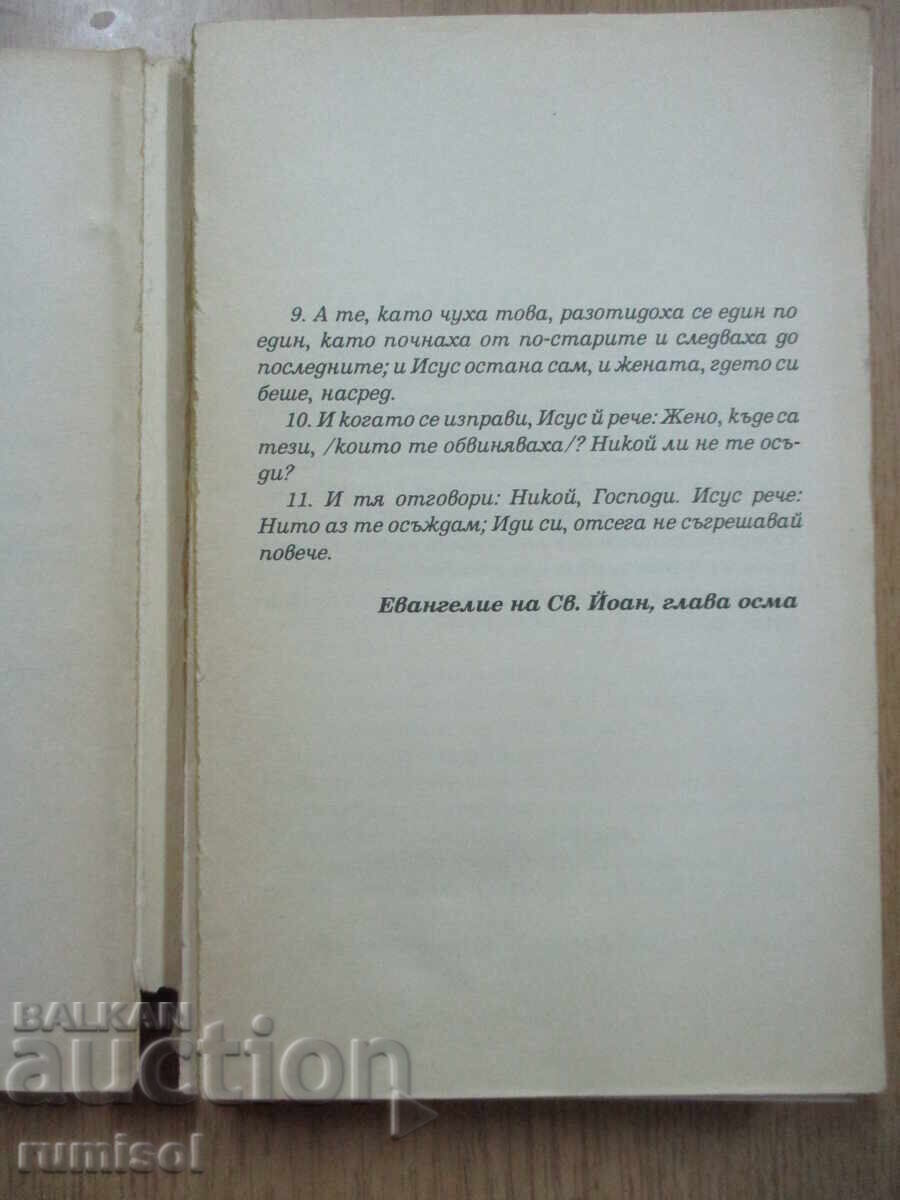 9. А те, като чуха това, разотидоха се един по
един, като почнаха от по-старите и следваха до
последните; и Исус остана сам, и жената, гдето си
беше, насред.
10. И когато се изправи, Исус й рече: Жено, къде са
тези, /които те обвиняваха/? Никой ли не те осъ-
ди?
11. И тя отговори: Никой, Господи. Исус рече:
Нито аз те осъждам; Иди си, отсега не съгрешавай
повече.
Евангелие на Св. Йоан, глава осма
BALKAN
auction
rumisol